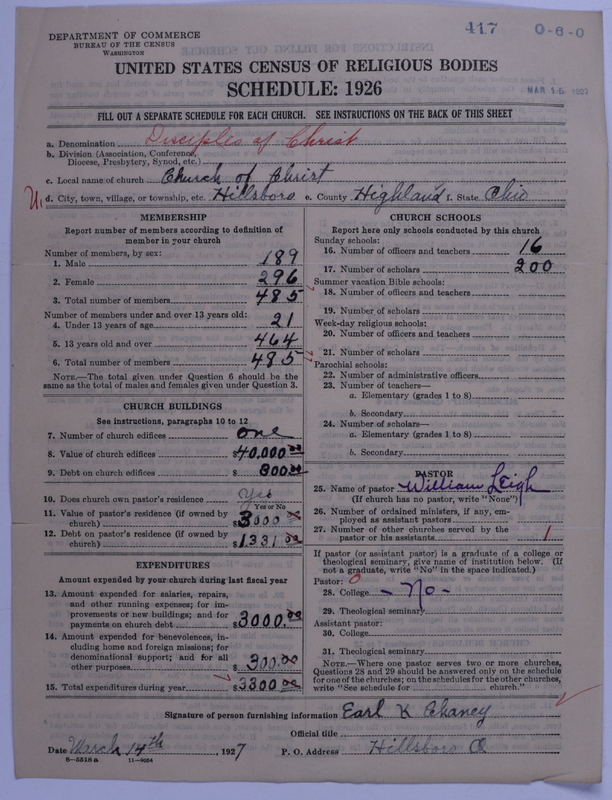 417 0-6-0
DEPARTMENT OF COMMERCE
BUREAU OF THE CENSUS
WASHINGTON
UNITED STATES CENSUS OF RELIGIOUS BODIES
SCHEDULE: 1926
MAR 16 1927
FILL OUT A SEPARATE SCHEDULE FOR EACH CHURCH. SEE INSTRUCTIONS ON THE BACK OF THIS SHEET
a. Denomination Disciples of Christ
b. Division (Association, Conference,
Diocese, Presbytery, Synod, etc.)
c. Local name of church Church of Christ
U. d. City, town, village, or township, etc. Hillsboro e. County Highland f. State Ohio
MEMBERSHIP
Report number of members according to definition of
member in your church
Number of members, by sex:
1. Male 189
2. Female 296
3. Total number of members 485
Number of members under and over 13 years old:
4. Under 13 years of age 21
5. 13 years old and over 464
6. Total number of members 485
NOTE.—The total given under Question 6 should be the
same as the total of males and females given under Question 3.
CHURCH BUILDINGS
See instructions, paragraphs 10 to 12
7. Number of church edifices one
8. Value of church edifices $40,000.00
9. Debt on church edifices $ 800.00
10. Does church own pastor's residence yes
Yes or No
11. Value of pastor's residence (if owned by
church) $3000.00
12. Debt on pastor's residence (if owned by
church) $1331.00
EXPENDITURES
Amount expended by your church during last fiscal year
13. Amount expended for salaries, repairs,
and other running expenses; for im-
provements or new buildings; and for
payments on church debt $3000.00
14. Amount expended for benevolences, in-
cluding home and foreign missions; for
denominational support; and for all
other purposes $ 300.00
15. Total expenditures during year $3300.00
CHURCH SCHOOLS
Report here only schools conducted by this church
Sunday schools:
16. Number of officers and teachers 16
17. Number of scholars 200
Summer vacation Bible schools:
18. Number of officers and teachers
19. Number of scholars
Week-day religious schools:
20. Number of officers and teachers
21. Number of scholars
Parochial schools:
22. Number of administrative officers
23. Number of teachers—
a. Elementary (grades 1 to 8)
b. Secondary
24. Number of scholars—
a. Elementary (grades 1 to 8)
b. Secondary
PASTOR
25. Name of pastor William Leigh
(If church has no pastor, write "None")
26. Number of ordained ministers, if any, em-
ployed as assistant pastors
27. Number of other churches served by the
pastor or his assistants 1
If pastor (or assistant pastor) is a graduate of a college or
theological seminary, give name of institution below. (If
not a graduate, write "No" in the space indicated.)
Pastor: 0
28. College - No -
29. Theological seminary
Assistant pastor:
30. College
31. Theological seminary
NOTE.—Where one pastor serves two or more churches,
Questions 28 and 29 should be answered only on the schedule
for one of the churches; on the schedules for the other churches,
write "See schedule for church."
Signature of person furnishing information Earl K Chaney
Official title
Date March 14th, 1927 P. O. Address Hillsboro O
8—5518a 11—9054